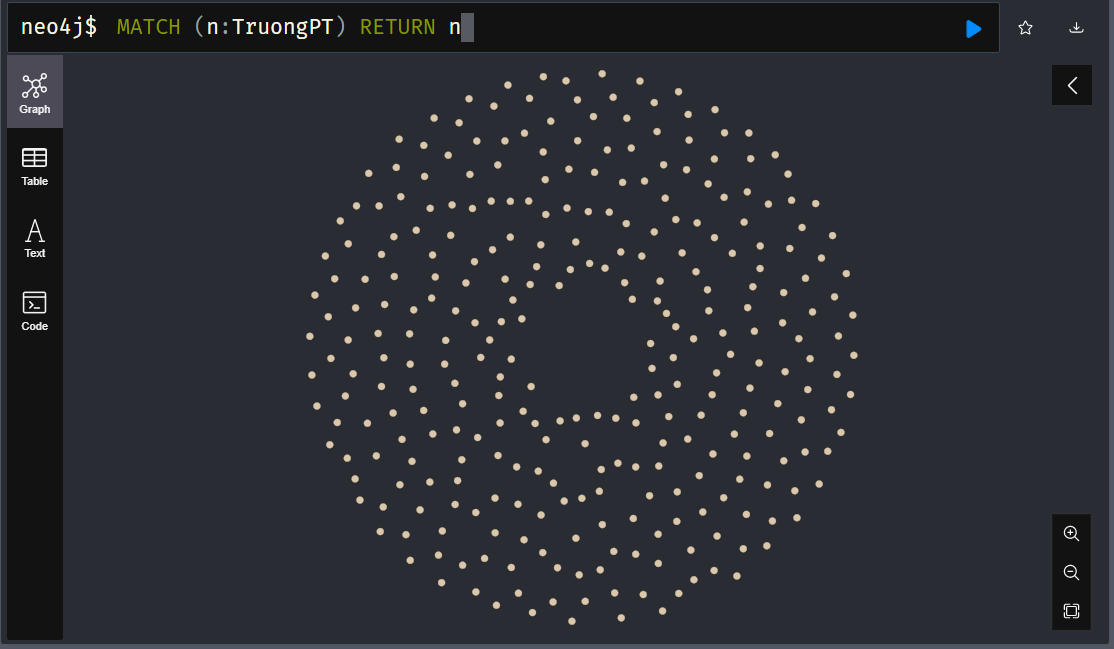 neo4j$ MATCH (n:TruongPT) RETURN n
Graph
Table
Text
Code